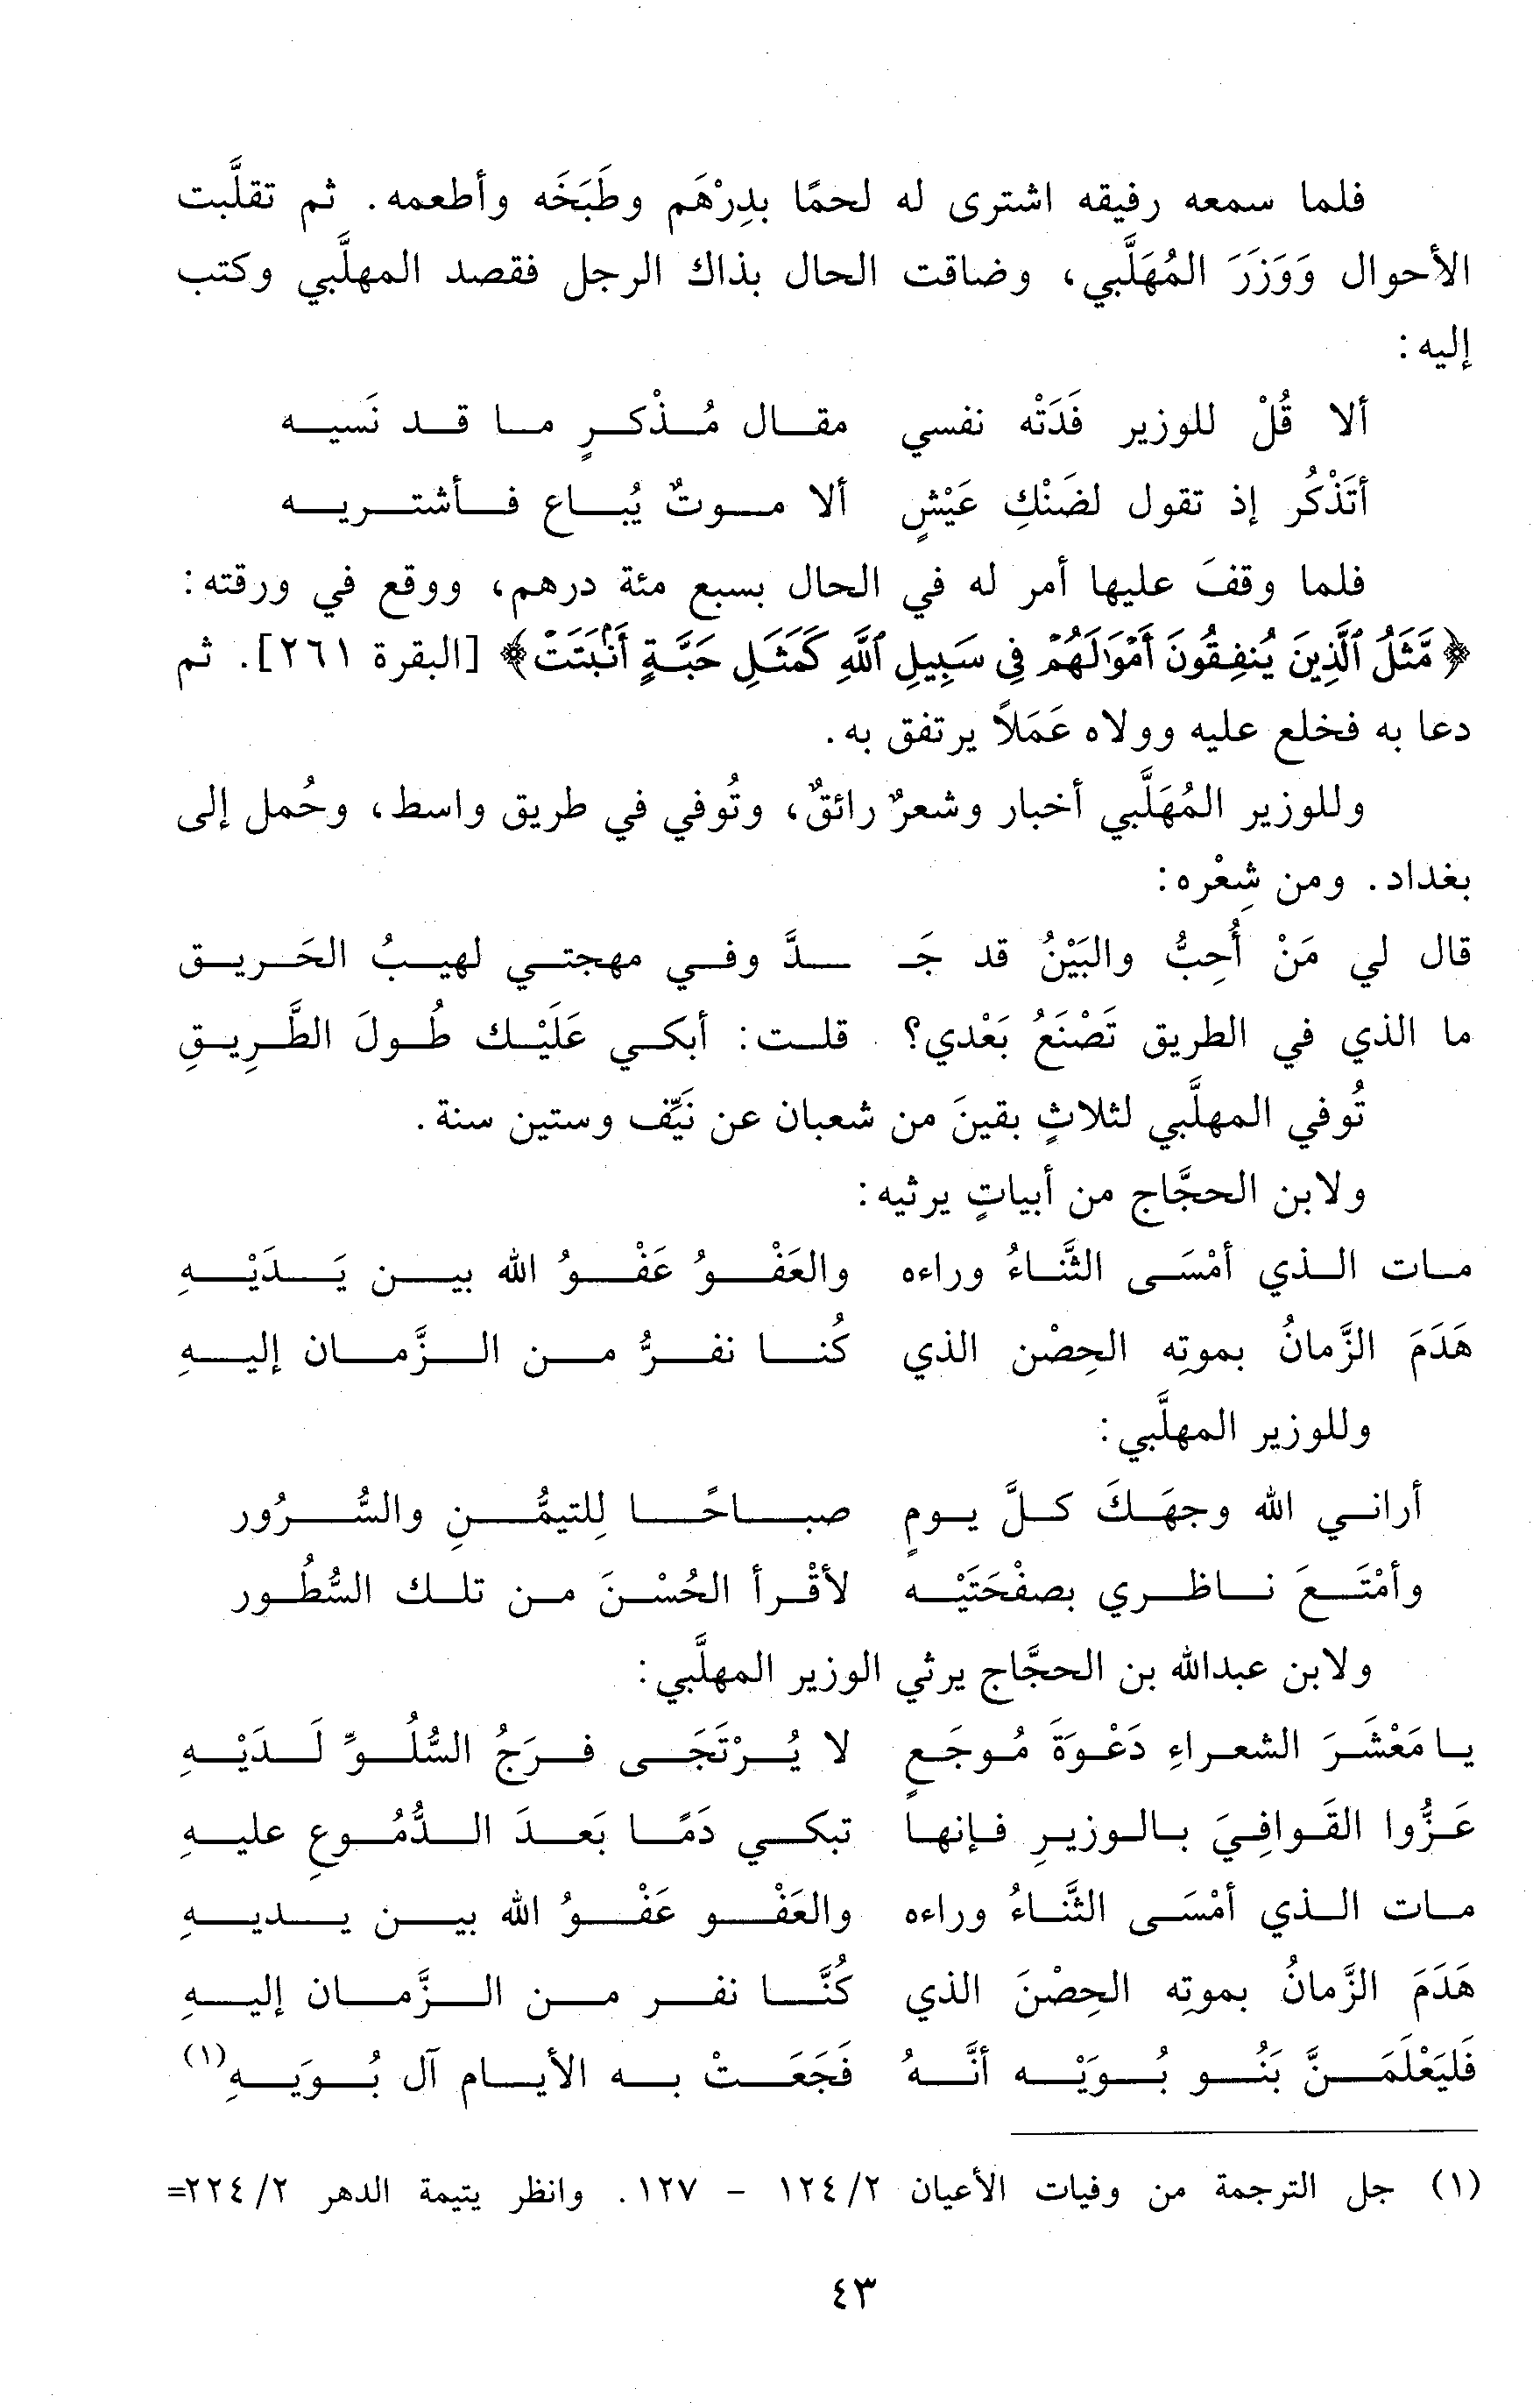 فلما سمعه رفيقه اشترى له لحمًا بدِرْهَم وطَبَخَه وأطعمه. ثم تقلَّبت
الأحوال وَوَزَرَ المُهَلَّبي، وضاقت الحال بذاك الرجل فقصد المهلَّبي وكتب
إليه:
ألا قُلْ للوزير فَدَتْه نفسي مقال مُذْكرٍ ما قد نَسيه
أتَذْكُر إذ تقول لضَنْكِ عَيْشٍ ألا موتٌ يُباع فأشتريه
فلما وقفَ عليها أمر له في الحال بسبع مئة درهم، ووقع في ورقته:
﴿مَّثَلُ ٱلَّذِينَ يُنفِقُونَ أَمْوَٰلَهُمْ فِى سَبِيلِ ٱللَّهِ كَمَثَلِ حَبَّةٍ أَنۢبَتَتْ﴾ [البقرة ٢٦١]. ثم
دعا به فخلع عليه وولاه عَمَلاً يرتفق به.
وللوزير المُهَلَّبي أخبار وشعرٌ رائقٌ، وتُوفي في طريق واسط، وحُمل إلى
بغداد. ومن شِعْره:
قال لي مَنْ أُحِبُّ والبَيْنُ قد جَـ ـدَّ وفي مهجتي لهيبُ الحَريق
ما الذي في الطريق تَصْنَعُ بَعْدي؟ قلت: أبكي عَلَيْك طُولَ الطَّرِيقِ
تُوفي المهلَّبي لثلاثٍ بقينَ من شعبان عن نَيِّف وستين سنة.
ولابن الحجَّاج من أبياتٍ يرثيه:
مات الذي أمْسَى الثَّناءُ وراءه والعَفْوُ عَفْوُ الله بين يَدَيْهِ
هَدَمَ الزَّمانُ بموتِه الحِصْن الذي كُنا نفرُّ من الزَّمان إليهِ
وللوزير المهلَّبي:
أراني الله وجهَكَ كلَّ يومٍ صباحًا لِلتيمُّنِ والسُّرُور
وأمْتَعَ ناظري بصفْحَتَيْه لأقْرأ الحُسْنَ من تلك السُّطُور
ولابن عبدالله بن الحجَّاج يرثي الوزير المهلَّبي:
يا مَعْشَرَ الشعراءِ دَعْوَةَ مُوجَعٍ لا يُرْتَجَى فرَجُ السُّلُوِّ لَدَيْهِ
عَزُّوا القَوافِيَ بالوزيرِ فإنها تبكي دَمًا بَعدَ الدُّمُوعِ عليهِ
مات الذي أمْسَى الثَّناءُ وراءه والعَفْو عَفْوُ الله بين يديهِ
هَدَمَ الزَّمانُ بموتِه الحِصْنَ الذي كُنَّا نفر من الزَّمان إليهِ
فَليَعْلَمَنَّ بَنُو بُوَيْه أنَّهُ فَجَعَتْ به الأيام آل بُوَيَهِ(١)
(١) جل الترجمة من وفيات الأعيان ٢/ ١٢٤ - ١٢٧. وانظر يتيمة الدهر ٢/ ٢٢٤=
٤٣